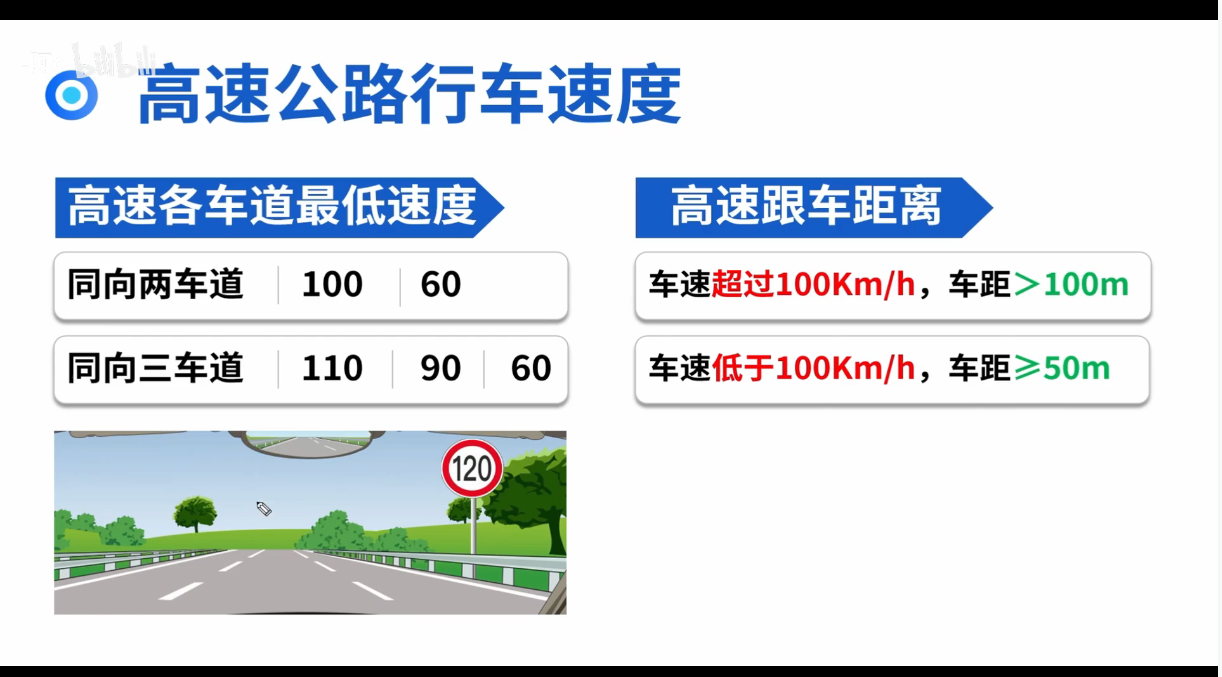 bilibili
高速公路行车速度
高速各车道最低速度
同向两车道 100 60
同向三车道 110 90 60
120
高速跟车距离
车速超过100Km/h，车距＞100m
车速低于100Km/h，车距⩾50m